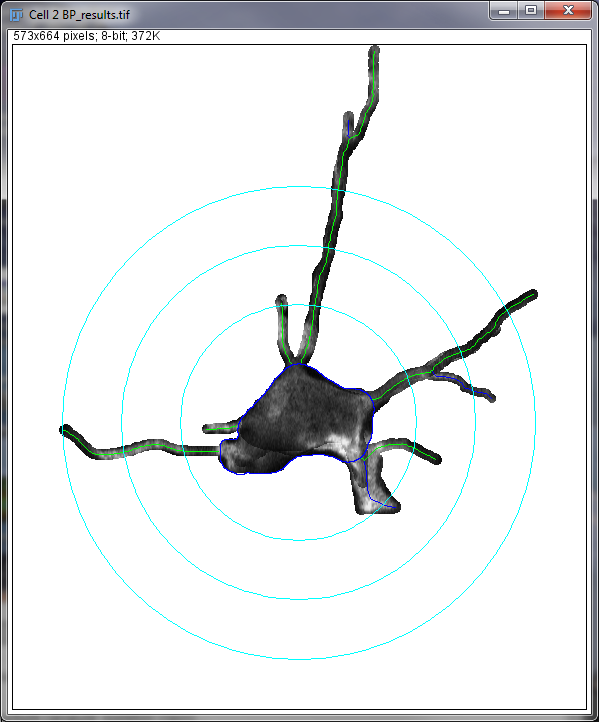 Cell 2 BP_results.tif
573x664 pixels; 8-bit; 372K